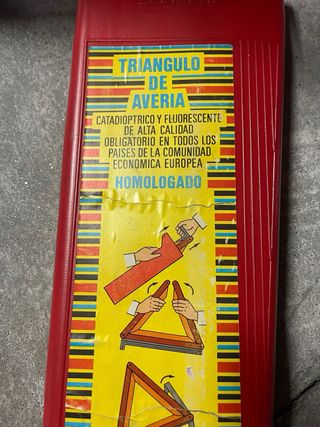 TRIANGULO
DE
AVERIA
CATADIOPTRICO Y FLUORESCENTE
DE ALTA CALIDAD
OBLIGATORIO EN TODOS LOS
PAISES DE LA COMUNIDAD
ECONOMICA EUROPEA
HOMOLOGADO